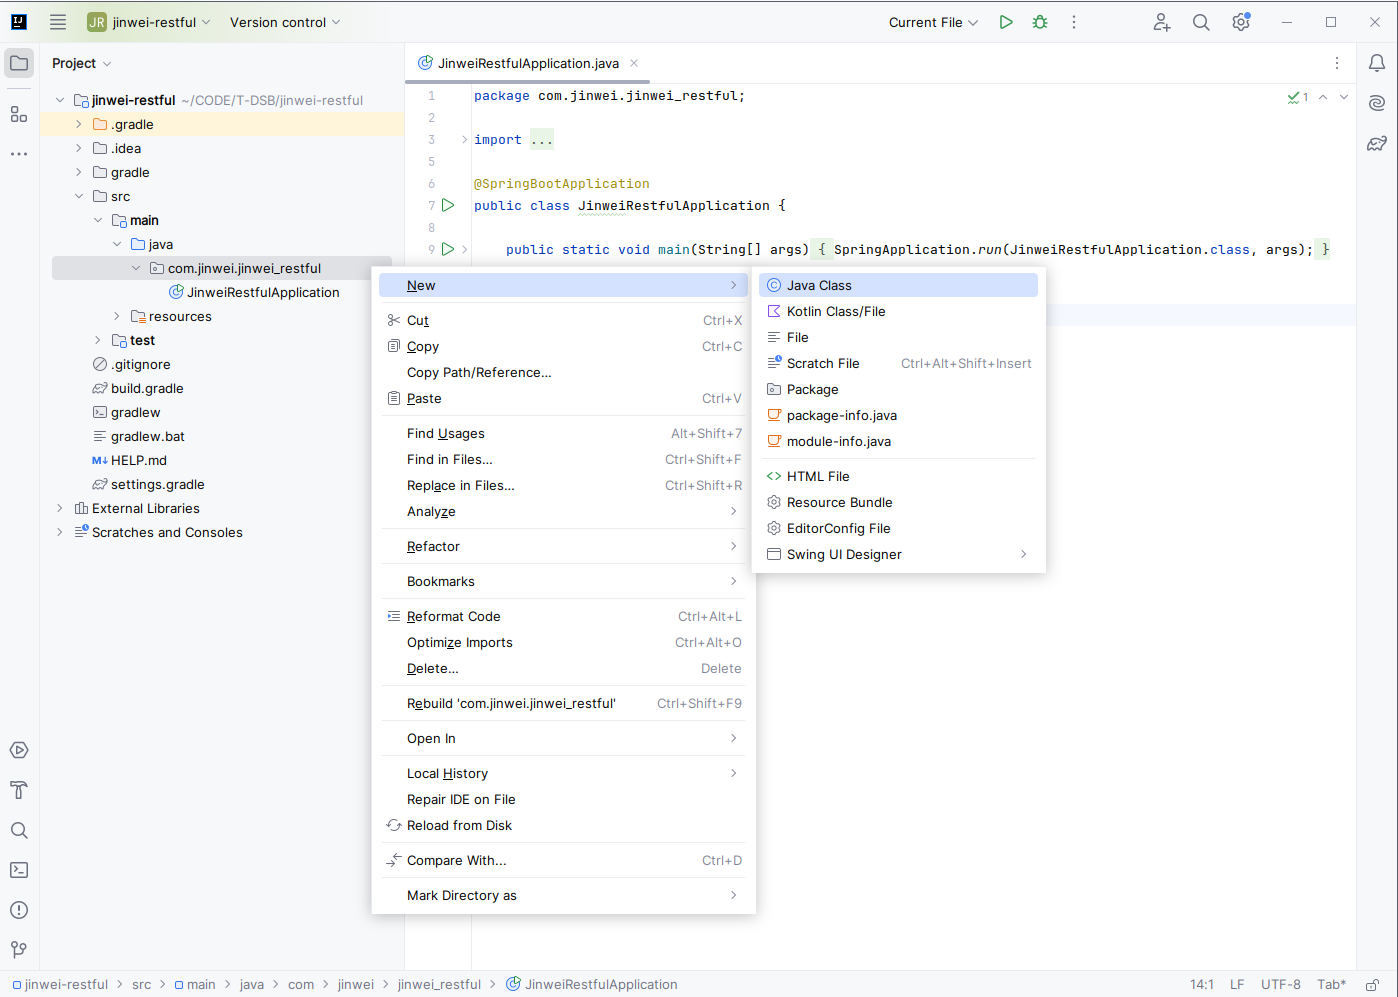 JR jinwei-restful Version control Current File
Project
JinweiRestfulApplication.java
jinwei-restful ~/CODE/T-DSB/jinwei-restful
.gradle
.idea
gradle
src
main
java
com.jinwei.jinwei_restful
JinweiRestfulApplication
resources
test
.gitignore
build.gradle
gradlew
gradlew.bat
HELP.md
settings.gradle
External Libraries
Scratches and Consoles
1 package com.jinwei.jinwei_restful;
1
2
3 import ...
5
6 @SpringBootApplication
7 public class JinweiRestfulApplication {
8
9 public static void main(String[] args) { SpringApplication.run(JinweiRestfulApplication.class, args); }
New
Cut Ctrl+X
Copy Ctrl+C
Copy Path/Reference...
Paste Ctrl+V
Find Usages Alt+Shift+7
Find in Files... Ctrl+Shift+F
Replace in Files... Ctrl+Shift+R
Analyze
Refactor
Bookmarks
Reformat Code Ctrl+Alt+L
Optimize Imports Ctrl+Alt+O
Delete... Delete
Rebuild 'com.jinwei.jinwei_restful' Ctrl+Shift+F9
Open In
Local History
Repair IDE on File
Reload from Disk
Compare With... Ctrl+D
Mark Directory as
Java Class
Kotlin Class/File
File
Scratch File Ctrl+Alt+Shift+Insert
Package
package-info.java
module-info.java
HTML File
Resource Bundle
EditorConfig File
Swing UI Designer
jinwei-restful > src > main > java > com > jinwei > jinwei_restful > JinweiRestfulApplication 14:1 LF UTF-8 Tab*